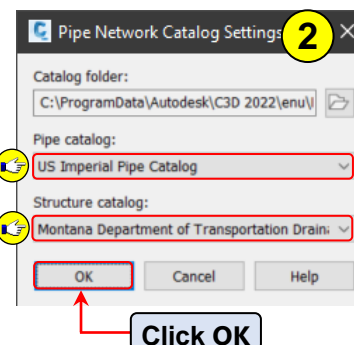 Pipe Network Catalog Settings
2
Catalog folder:
C:\ProgramData\Autodesk\C3D 2022\enu\
Pipe catalog:
US Imperial Pipe Catalog
Structure catalog:
Montana Department of Transportation
OK Cancel Help
Click OK